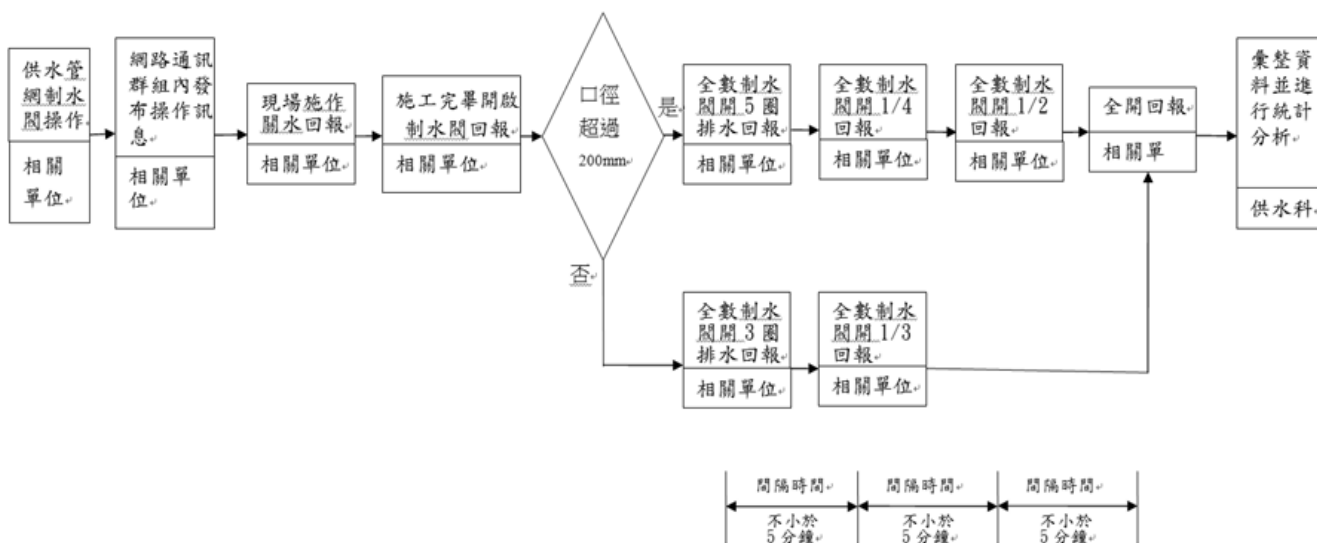 供水管
網制水
閥操作
相關
單位
網路通訊
群組內發
布操作訊
息
相關單
位
現場施作
關水回報
相關單位
施工完畢開啟
制水閥回報
相關單位
口徑
超過
200mm
是
全數制水
閥開5圈
排水回報
相關單位
全數制水
閥開1/4
回報
相關單位
全數制水
閥開1/2
回報
相關單位
全開回報
相關單
彙整資
料並進
行統計
分析
供水科
否
全數制水
閥開3圈
排水回報
相關單位
全數制水
閥開1/3
回報
相關單位
間隔時間
不小於
5分鐘
間隔時間
不小於
5分鐘
間隔時間
不小於
5分鐘